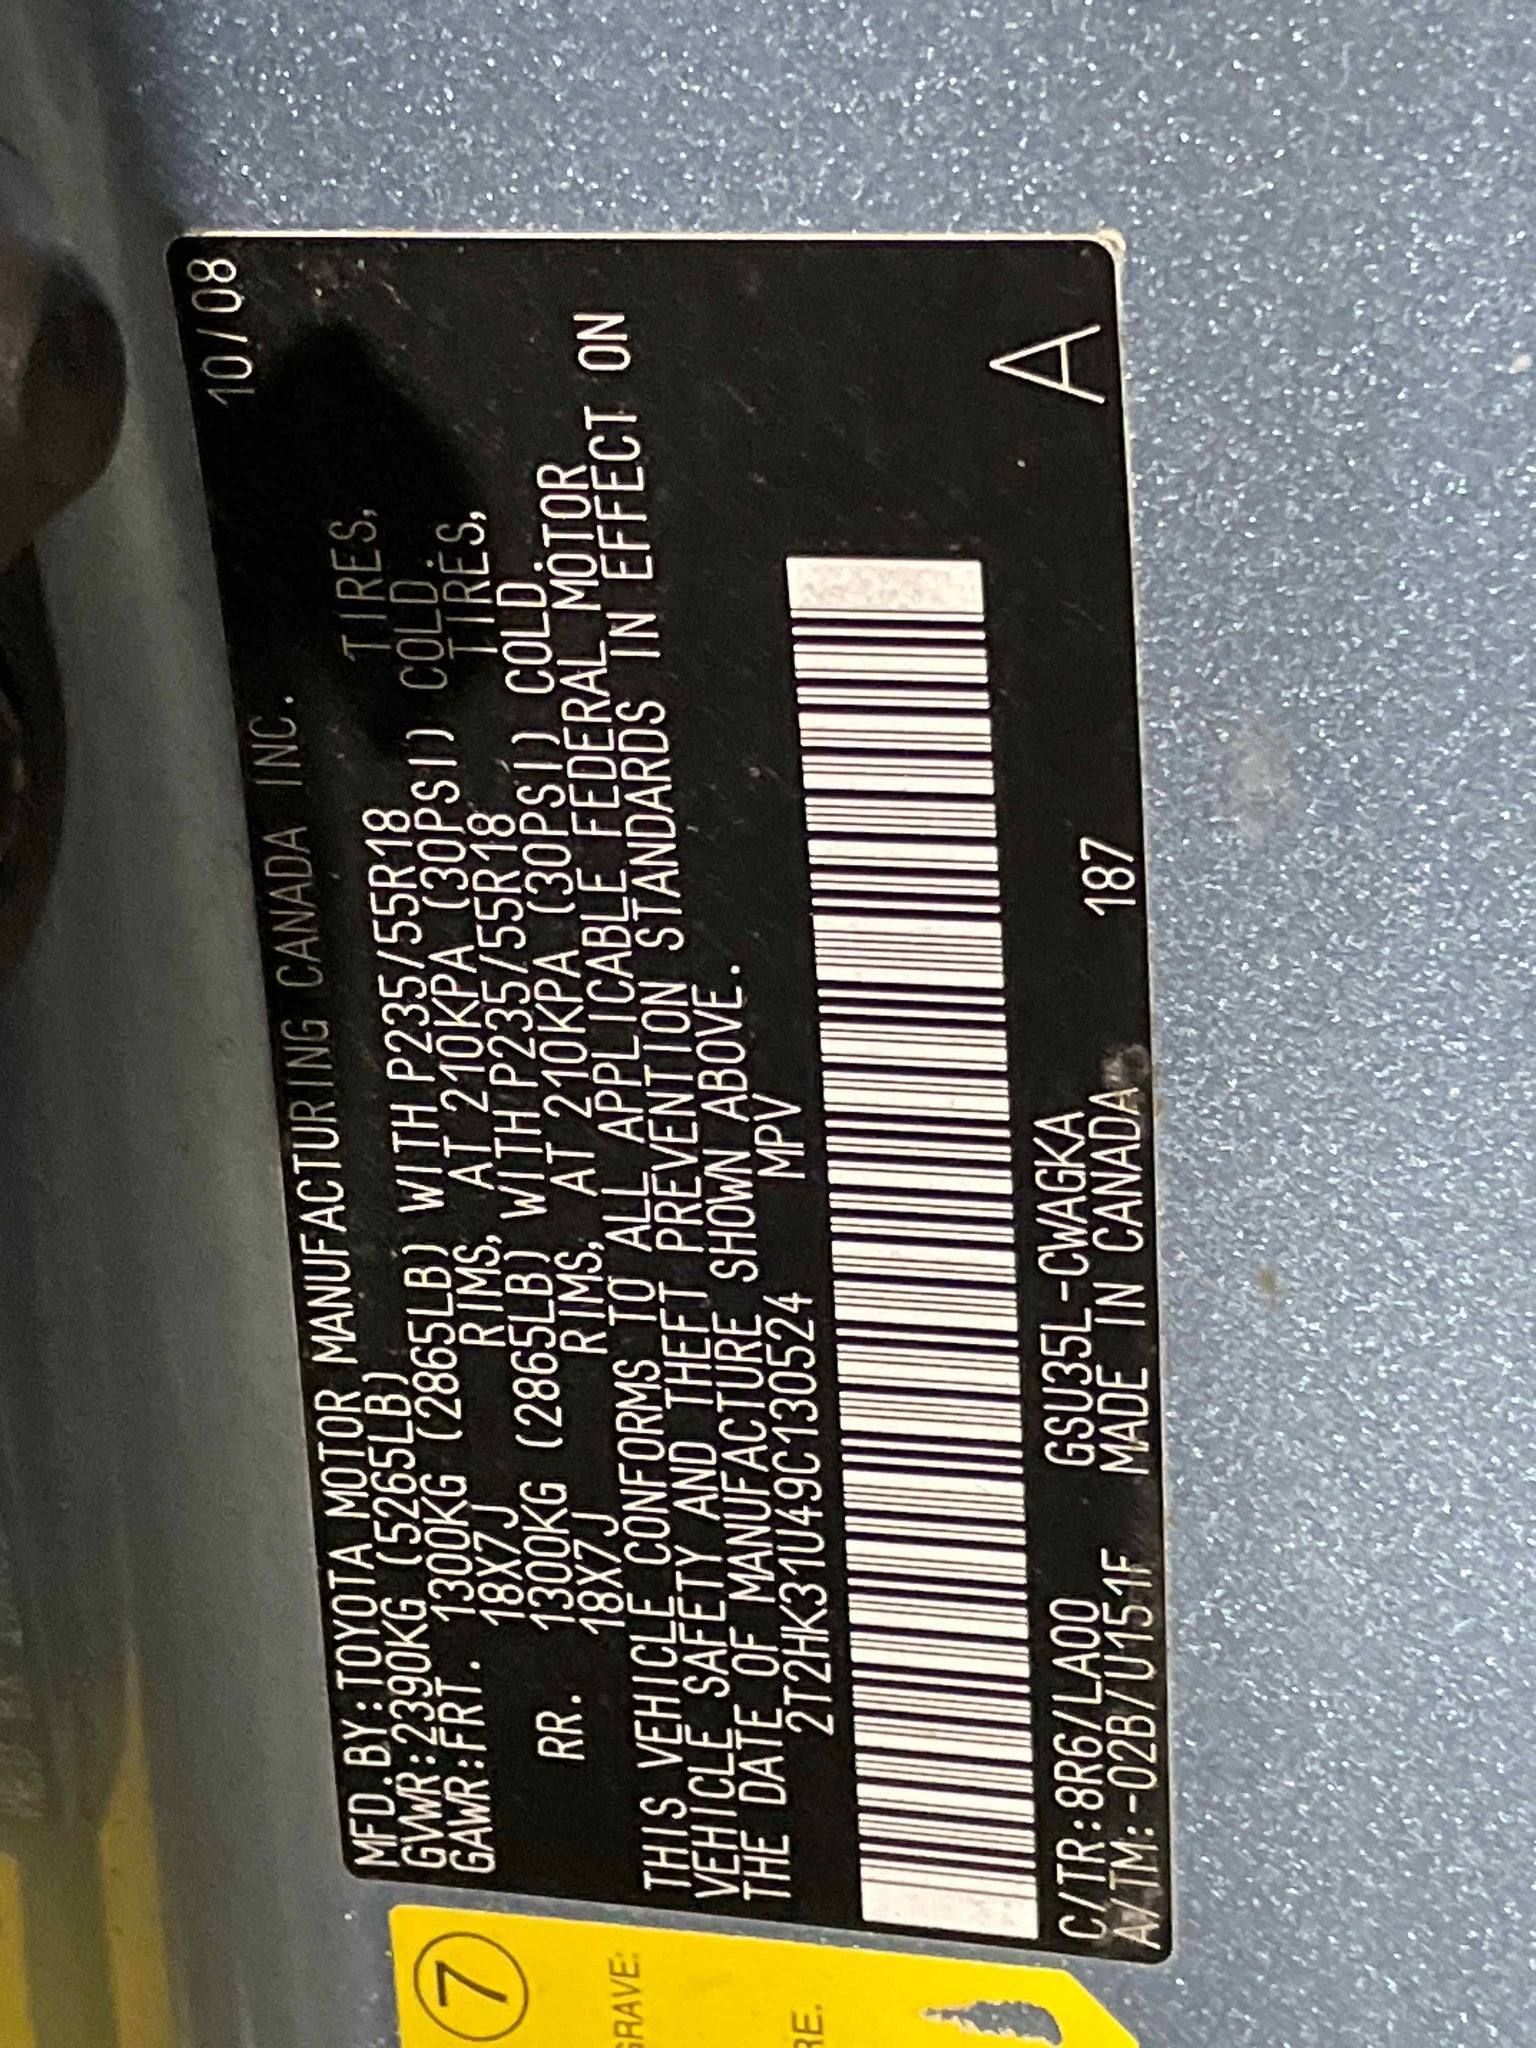 10/08
MFD.BY:TOYOTA MOTOR MANUFACTURING CANADA INC.
GVWR:2390KG (5265LB)
GAWR:FRT. 1300KG (2865LB) WITH P235/55R18 TIRES,
18X7J RIMS, AT 210KPA (30PSI) COLD.
RR. 1300KG (2865LB) WITH P235/55R18 TIRES,
18X7J RIMS, AT 210KPA (30PSI) COLD.
THIS VEHICLE CONFORMS TO ALL APPLICABLE FEDERAL MOTOR
VEHICLE SAFETY AND THEFT PREVENTION STANDARDS IN EFFECT ON
THE DATE OF MANUFACTURE SHOWN ABOVE.
2T2HK31U49C130524 MPV
C/TR:8R6/LA00 GSU35L-CWAGKA 187 A
A/TM:-02B/U151F MADE IN CANADA
7
GRAVE:
RE.